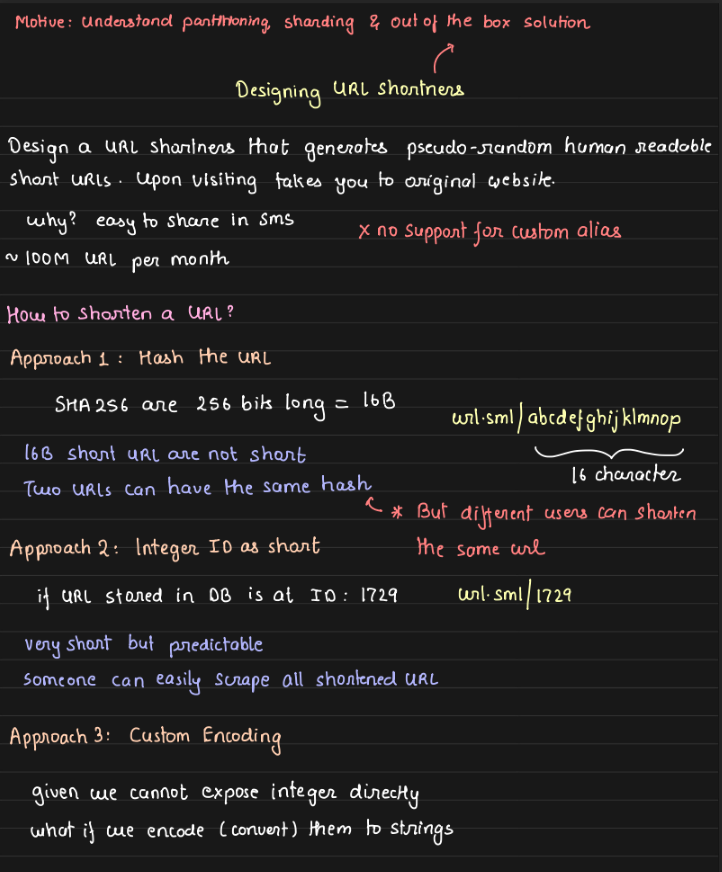 Motive: Understand partitioning, sharding & out of the box solution
Designing URL shortners
Design a URL shortners that generates pseudo-random human readable
short URLs. Upon visiting takes you to original website.
why? easy to share in SMS
x no support for custom alias
~ 100M URL per month
How to shorten a URL?
Approach 1: Hash the URL
SHA256 are 256 bits long = 16B
url.sml/abcdefghijklmnop
16B short URL are not short
16 character
Two URLs can have the same hash
* But different users can shorten
the same url
Approach 2: Integer ID as short
if URL stored in DB is at ID: 1729
url.sml/1729
very short but predictable
someone can easily scrape all shortened URL
Approach 3: Custom Encoding
given we cannot expose integer directly
what if we encode (convert) them to strings